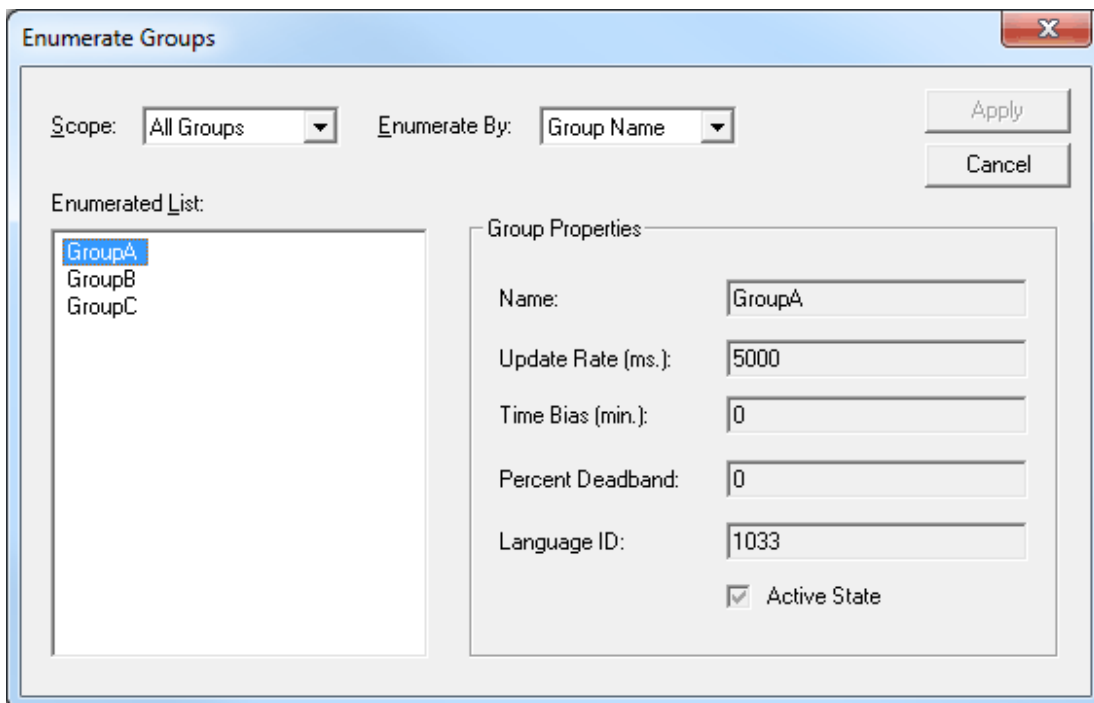 Enumerate Groups
Scope: All Groups Enumerate By: Group Name Apply
Cancel
Enumerated List:
GroupA
GroupB
GroupC
Group Properties
Name: GroupA
Update Rate (ms.): 5000
Time Bias (min.): 0
Percent Deadband: 0
Language ID: 1033
Active State